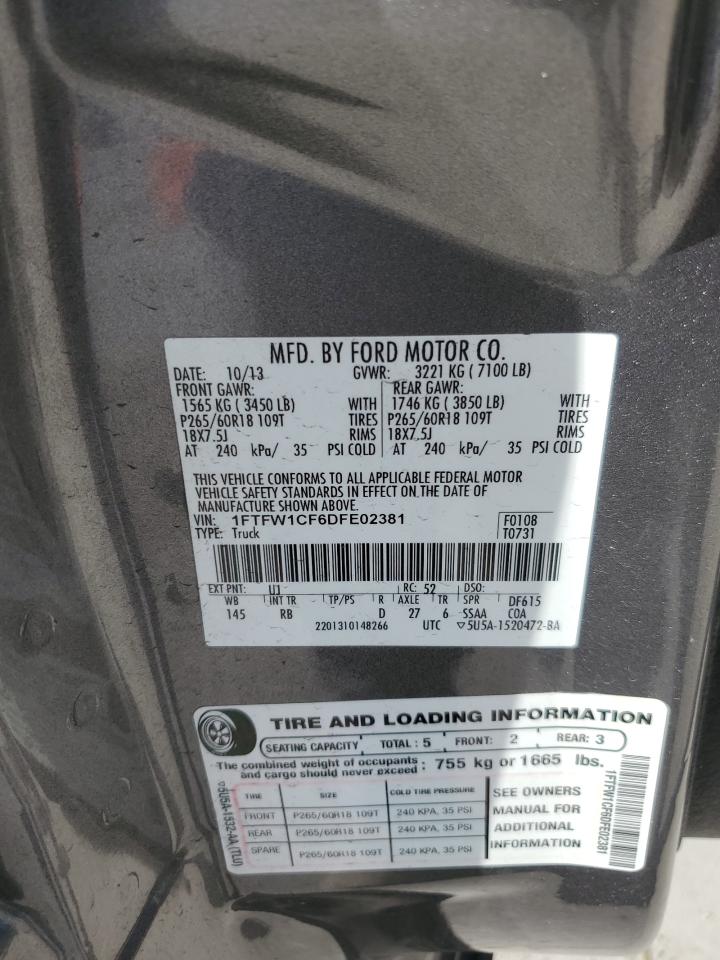 MFD. BY FORD MOTOR CO.
DATE: 10/13 GVWR: 3221 KG ( 7100 LB)
FRONT GAWR: REAR GAWR:
1565 KG ( 3450 LB) WITH 1746 KG ( 3850 LB) WITH
P265/60R18 109T TIRES P265/60R18 109T TIRES
18X7.5J RIMS 18X7.5J RIMS
AT 240 kPa/ 35 PSI COLD AT 240 kPa/ 35 PSI COLD
THIS VEHICLE CONFORMS TO ALL APPLICABLE FEDERAL MOTOR
VEHICLE SAFETY STANDARDS IN EFFECT ON THE DATE OF
MANUFACTURE SHOWN ABOVE.
VIN: 1FTFW1CF6DFE02381 F0108
TYPE: Truck T0731
EXT PNT: UJ RC: 52 DSO:
WB INT TR TP/PS R AXLE TR SPR DF615
145 RB D 27 6 SSAA COA
2201310148266 UTC ▽5U5A-1520472-BA
TIRE AND LOADING INFORMATION
SEATING CAPACITY TOTAL : 5 FRONT: 2 REAR: 3
The combined weight of occupants
and cargo should never exceed : 755 kg or 1665 lbs.
TIRE SIZE COLD TIRE PRESSURE SEE OWNERS
FRONT P265/60R18 109T 240 KPA, 35 PSI MANUAL FOR
REAR P265/60R18 109T 240 KPA, 35 PSI ADDITIONAL
SPARE P265/60R18 109T 240 KPA, 35 PSI INFORMATION
▽5U5A-1532-AA (TLU)
1FTFW1CF6DFE02381